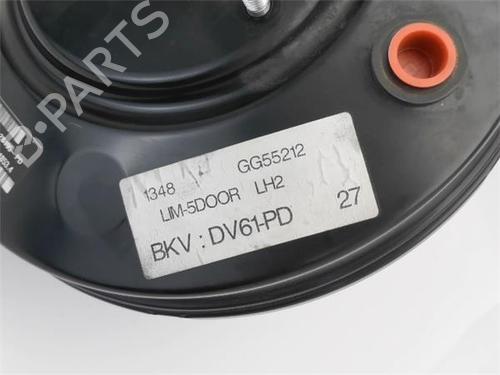 B-PARTS
1348 GG55212
LIM-5DOOR LH2
BKV : DV61-PD 27